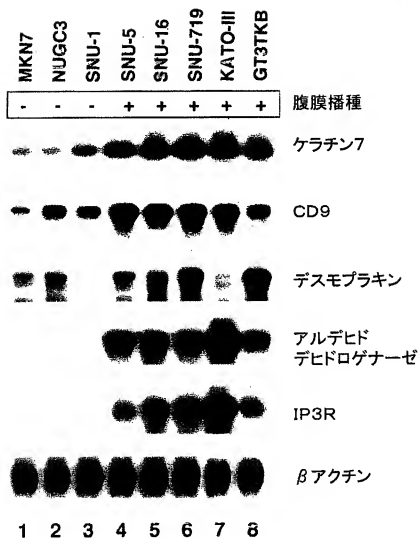 MKN7
NUGC3
SNU-1
SNU-5
SNU-16
SNU-719
KATO-III
GT3TKB
- - - + + + + + 腹膜播種
ケラチン7
CD9
デスモプラキン
アルデヒド
デヒドロゲナーゼ
IP3R
βアクチン
1 2 3 4 5 6 7 8